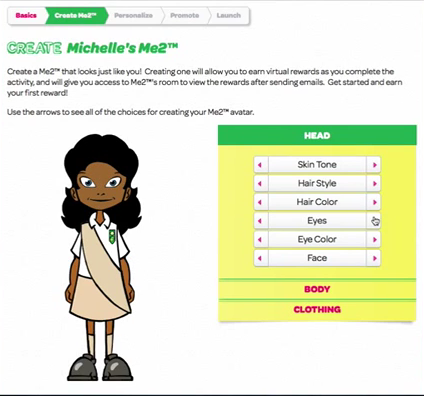 Basics Create Me2™ Personalize Promote Launch
CREATE Michelle's Me2™
Create a Me2™ that looks just like you! Creating one will allow you to earn virtual rewards as you complete the
activity, and will give you access to Me2™'s room to view the rewards after sending emails. Get started and earn
your first reward!
Use the arrows to see all of the choices for creating your Me2™ avatar.
HEAD
Skin Tone
Hair Style
Hair Color
Eyes
Eye Color
Face
BODY
CLOTHING